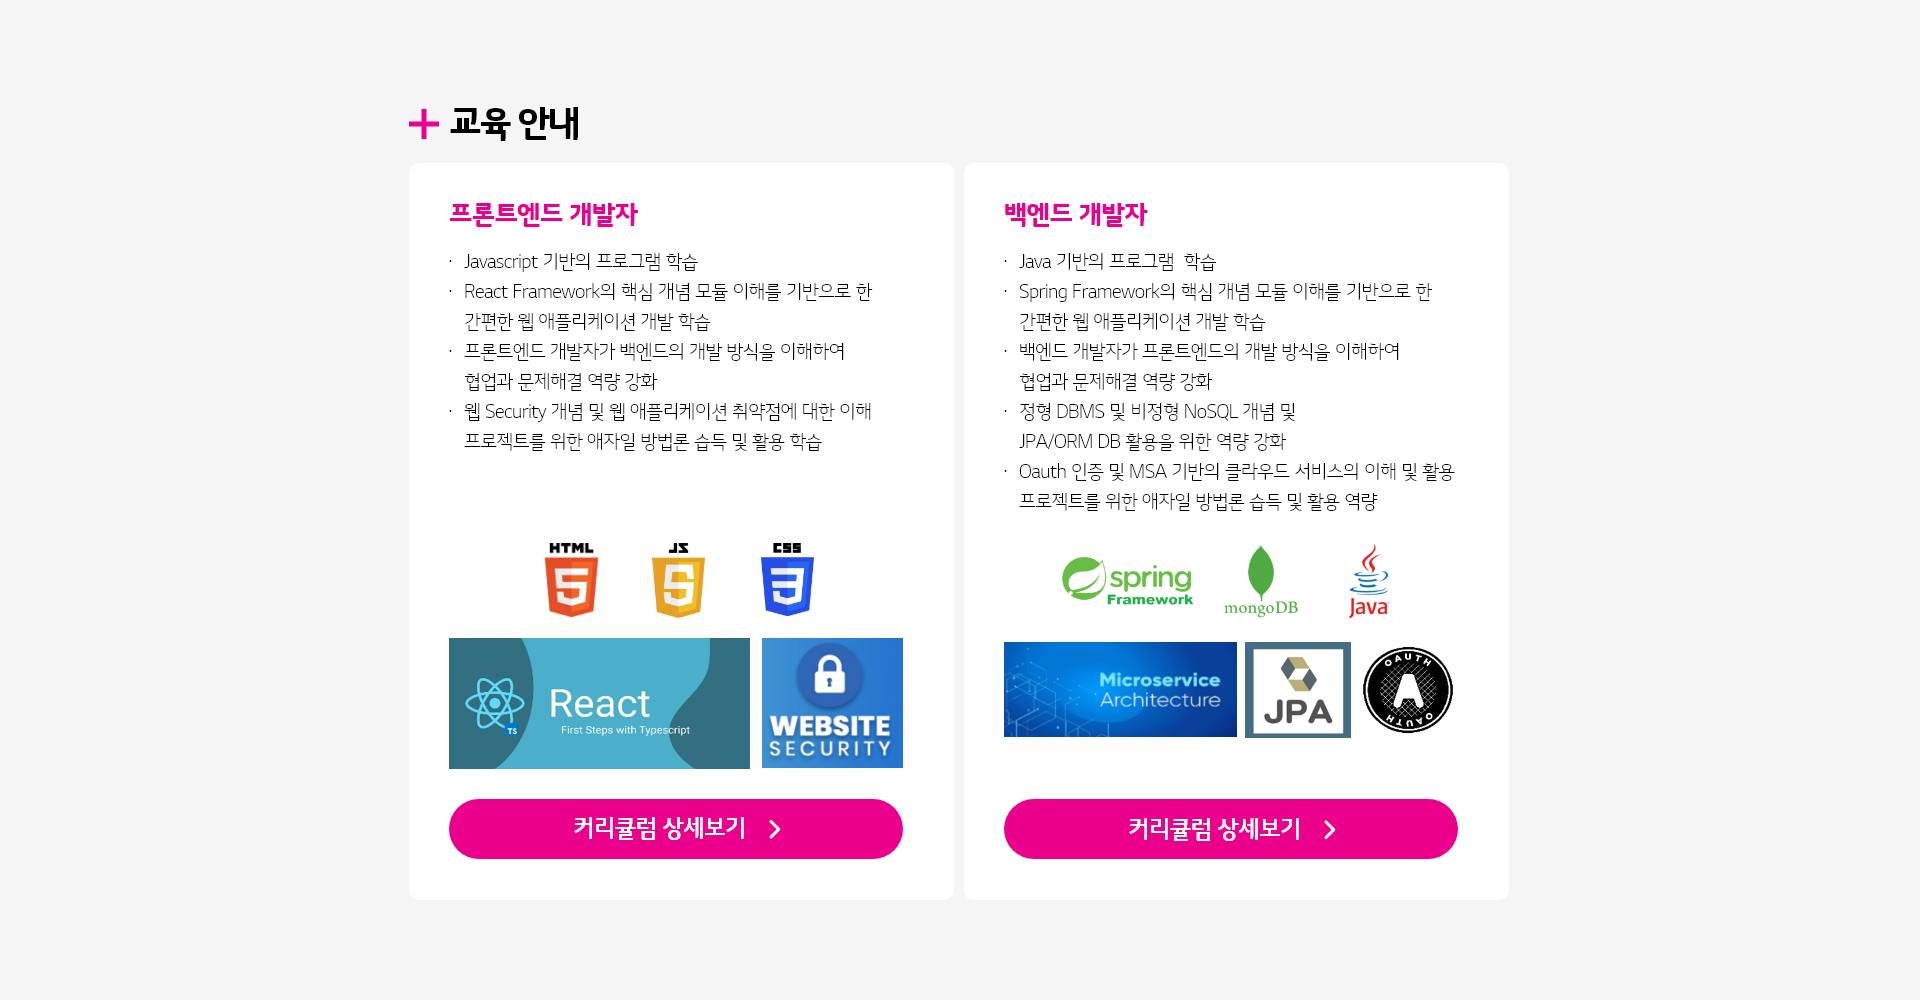 교육 안내
프론트엔드 개발자
· Javascript 기반의 프로그램 학습
· React Framework의 핵심 개념 모듈 이해를 기반으로 한
간편한 웹 애플리케이션 개발 학습
· 프론트엔드 개발자가 백엔드의 개발 방식을 이해하여
협업과 문제해결 역량 강화
· 웹 Security 개념 및 웹 애플리케이션 취약점에 대한 이해
프로젝트를 위한 애자일 방법론 습득 및 활용 학습
HTML
5
JS
5
CSS
3
React
First Steps with Typescript
TS
WEBSITE
SECURITY
커리큘럼 상세보기
백엔드 개발자
· Java 기반의 프로그램 학습
· Spring Framework의 핵심 개념 모듈 이해를 기반으로 한
간편한 웹 애플리케이션 개발 학습
· 백엔드 개발자가 프론트엔드의 개발 방식을 이해하여
협업과 문제해결 역량 강화
· 정형 DBMS 및 비정형 NoSQL 개념 및
JPA/ORM DB 활용을 위한 역량 강화
· Oauth 인증 및 MSA 기반의 클라우드 서비스의 이해 및 활용
프로젝트를 위한 애자일 방법론 습득 및 활용 역량
spring
Framework
mongoDB
Java
Microservice
Architecture
JPA
OAUTH
A
OAUTH
커리큘럼 상세보기